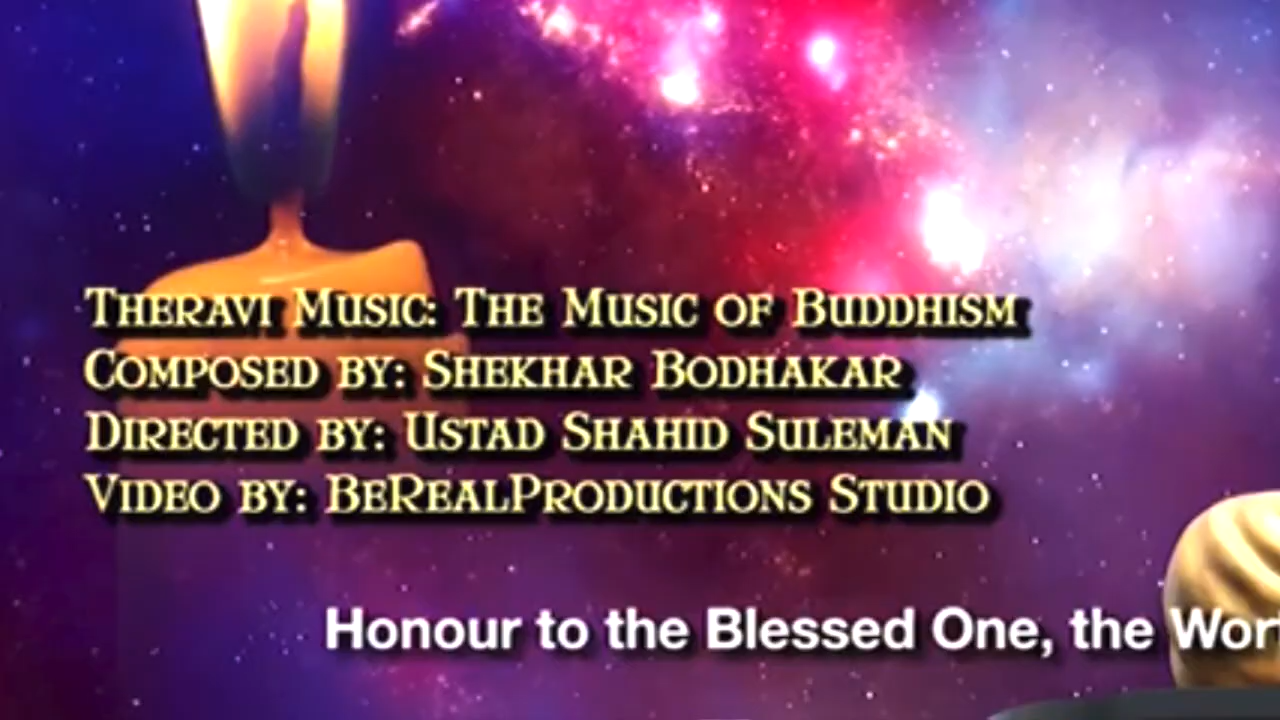 Theravi Music: The Music of Buddhism
Composed by: Shekhar Bodhakar
Directed by: Ustad Shahid Suleman
Video by: BeRealProductions Studio
Honour to the Blessed One, the